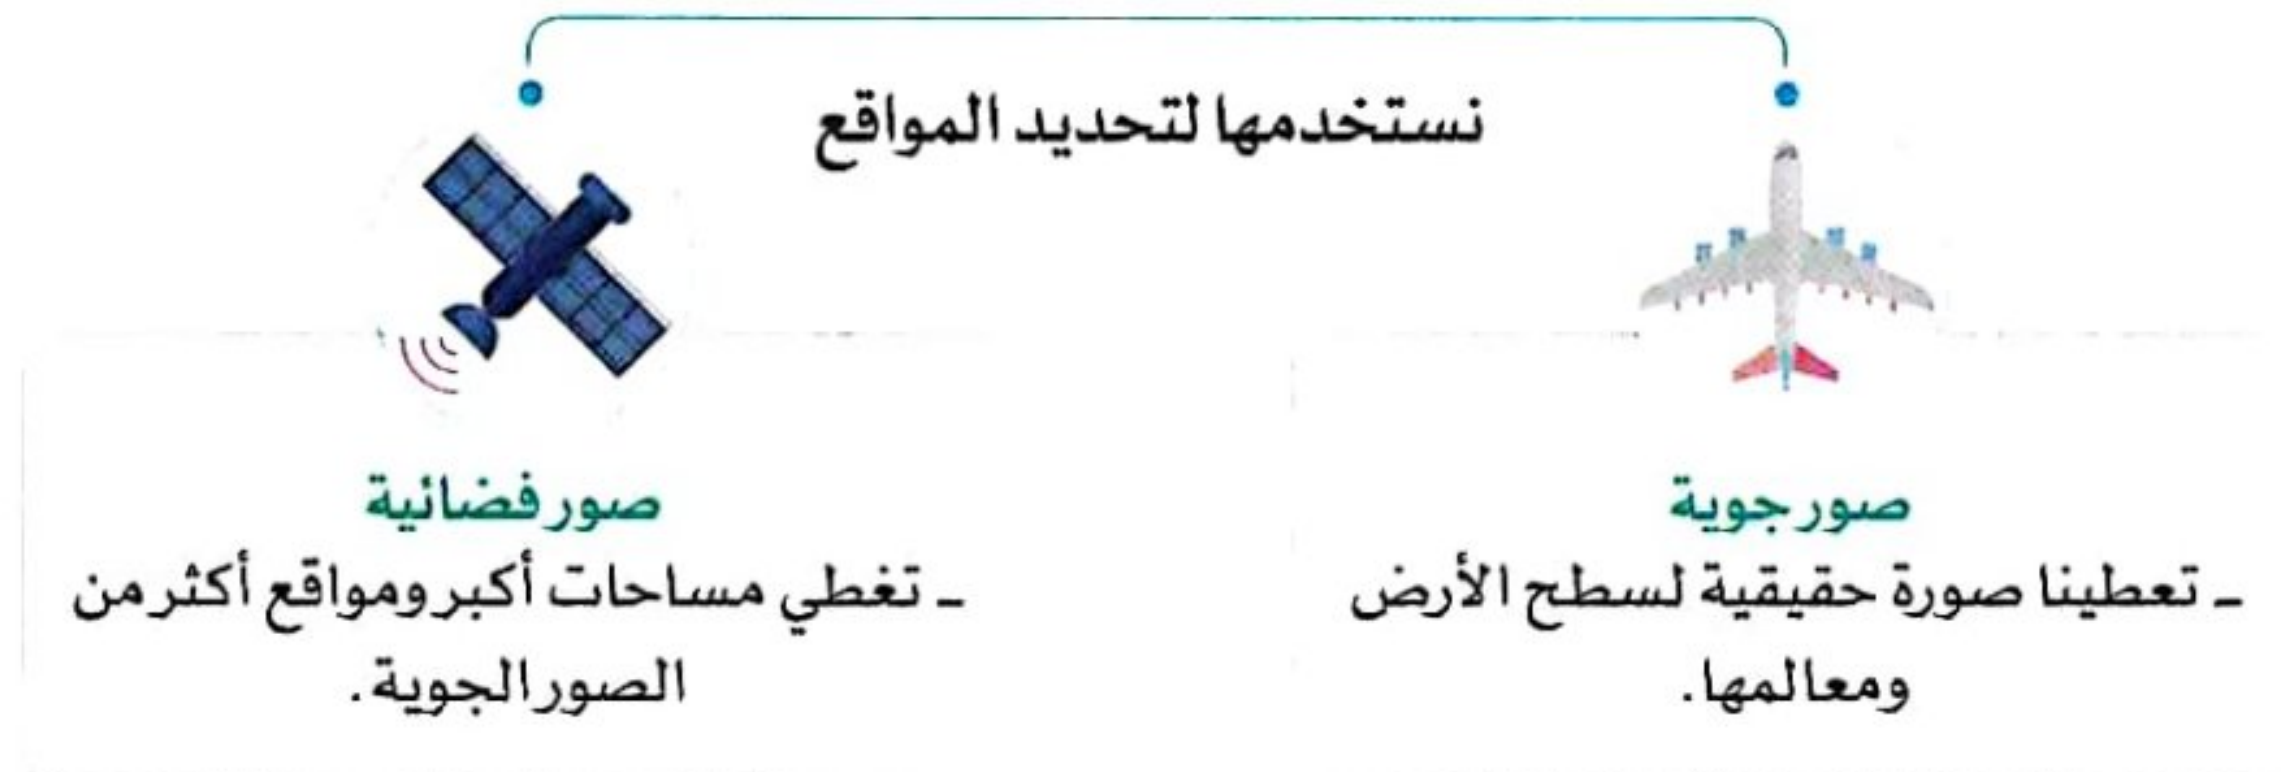 نستخدمها لتحديد المواقع
صور جوية
ـ تعطينا صورة حقيقية لسطح الأرض
ومعالمها.
صور فضائية
ـ تغطي مساحات أكبر ومواقع أكثر من
الصور الجوية.